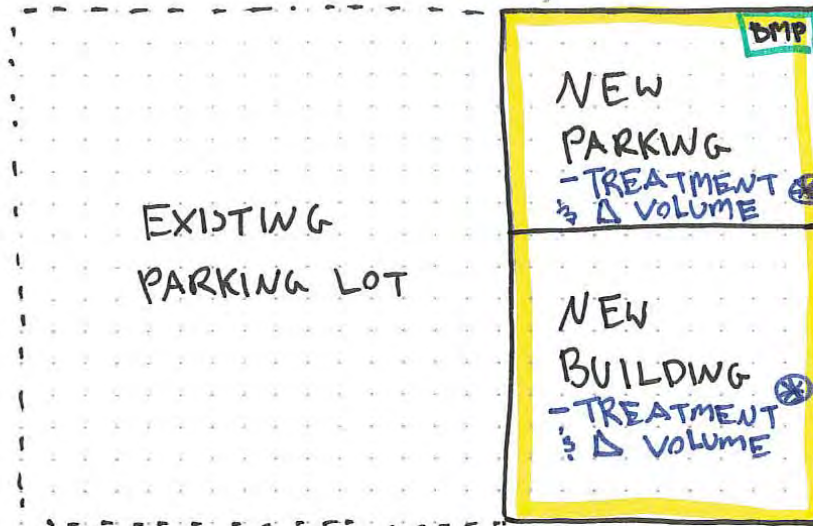 BMP
NEW
PARKING
- TREATMENT
& Δ VOLUME
EXISTING
PARKING LOT
NEW
BUILDING
- TREATMENT
& Δ VOLUME